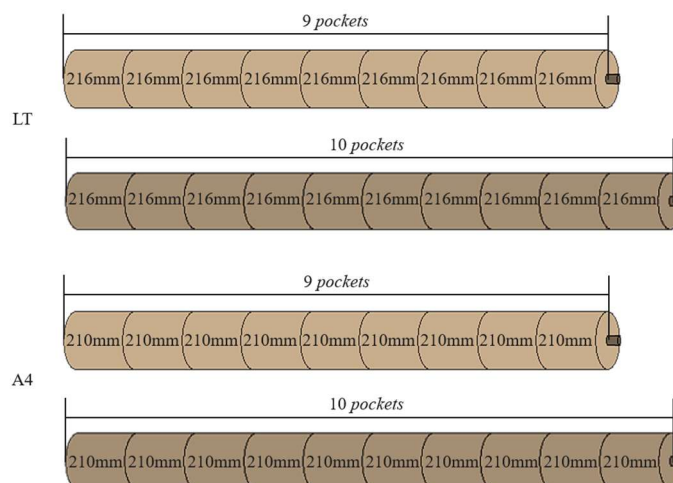 9 pockets
216mm 216mm 216mm 216mm 216mm 216mm 216mm 216mm 216mm
LT
10 pockets
216mm 216mm 216mm 216mm 216mm 216mm 216mm 216mm 216mm 216mm
9 pockets
210mm 210mm 210mm 210mm 210mm 210mm 210mm 210mm 210mm
A4
10 pockets
210mm 210mm 210mm 210mm 210mm 210mm 210mm 210mm 210mm 210mm